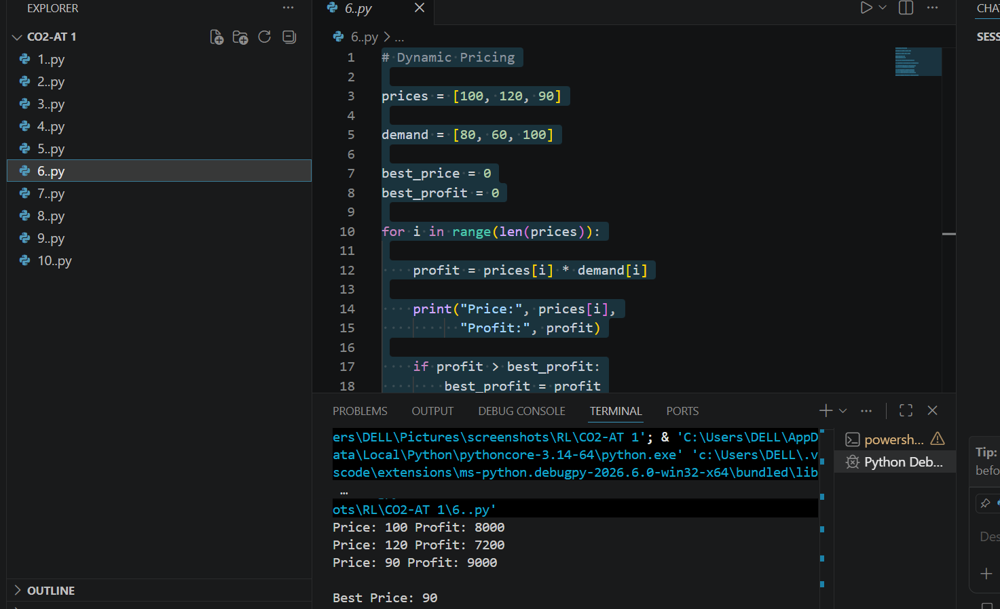 EXPLORER
CO2-AT 1
1..py
2..py
3..py
4..py
5..py
6..py
7..py
8..py
9..py
10..py
OUTLINE
6..py
6..py > ...
1 # Dynamic Pricing
2
3 prices = [100, 120, 90]
4
5 demand = [80, 60, 100]
6
7 best_price = 0
8 best_profit = 0
9
10 for i in range(len(prices)):
11
12 profit = prices[i] * demand[i]
13
14 print("Price:", prices[i],
15 "Profit:", profit)
16
17 if profit > best_profit:
18 best_profit = profit
PROBLEMS OUTPUT DEBUG CONSOLE TERMINAL PORTS
ers\DELL\Pictures\screenshots\RL\CO2-AT 1'; & 'C:\Users\DELL\AppD
ata\Local\Python\pythoncore-3.14-64\python.exe' 'c:\Users\DELL\.v
scode\extensions\ms-python.debugpy-2026.6.0-win32-x64\bundled\lib
...
ots\RL\CO2-AT 1\6..py'
Price: 100 Profit: 8000
Price: 120 Profit: 7200
Price: 90 Profit: 9000
Best Price: 90
powersh...
Python Deb...
CHA
SESS
Tip:
befo
Des